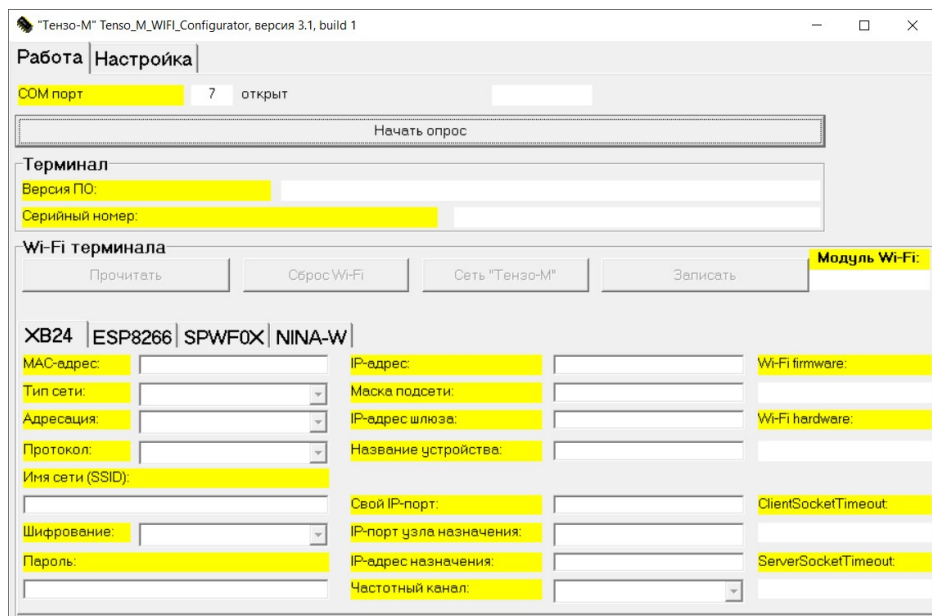 "Тензо-М" Tenso_M_WIFI_Configurator, версия 3.1, build 1
Работа Настройка
COM порт 7 открыт
Начать опрос
Терминал
Версия ПО:
Серийный номер:
Wi-Fi терминала
Прочитать Сброс Wi-Fi Сеть "Тензо-М" Записать Модуль Wi-Fi:
XB24 ESP8266 SPWF0X NINA-W
MAC-адрес: IP-адрес: Wi-Fi firmware:
Тип сети: Маска подсети:
Адресация: IP-адрес шлюза: Wi-Fi hardware:
Протокол: Название устройства:
Имя сети (SSID):
Свой IP-порт: ClientSocketTimeout:
Шифрование: IP-порт узла назначения:
Пароль: IP-адрес назначения: ServerSocketTimeout:
Частотный канал: